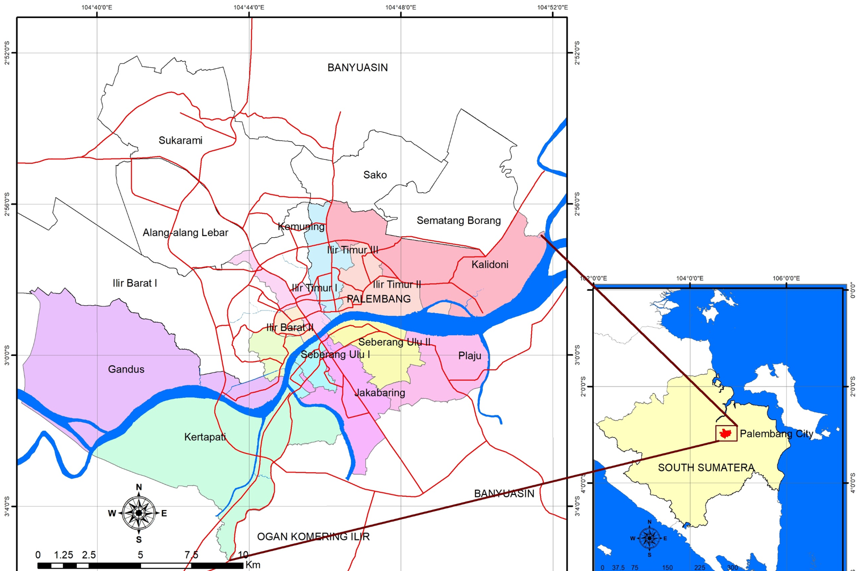 104°40'0"E
104°44'0"E
104°48'0"E
104°52'0"E
2°52'0"S
2°52'0"S
BANYUASIN
Sukarami
Sako
2°56'0"S
2°56'0"S
Sematang Borang
Kemuning
Alang-alang Lebar
Ilir Timur III
Kalidoni
Ilir Barat I
Ilir Timur I
Ilir Timur II
PALEMBANG
Ilir Barat II
Seberang Ulu II
Seberang Ulu I
Plaju
3°0'0"S
3°0'0"S
Gandus
Jakabaring
Kertapati
N
W
E
S
BANYUASIN
3°4'0"S
3°4'0"S
OGAN KOMERING ILIR
0 1.25 2.5 5 7.5 10
Km
104°0'0"E
106°0'0"E
0°0'0"
2°0'0"S
2°0'0"S
Palembang City
SOUTH SUMATERA
4°0'0"S
4°0'0"S
N
W
E
S
0 37.5 75 150 225 300